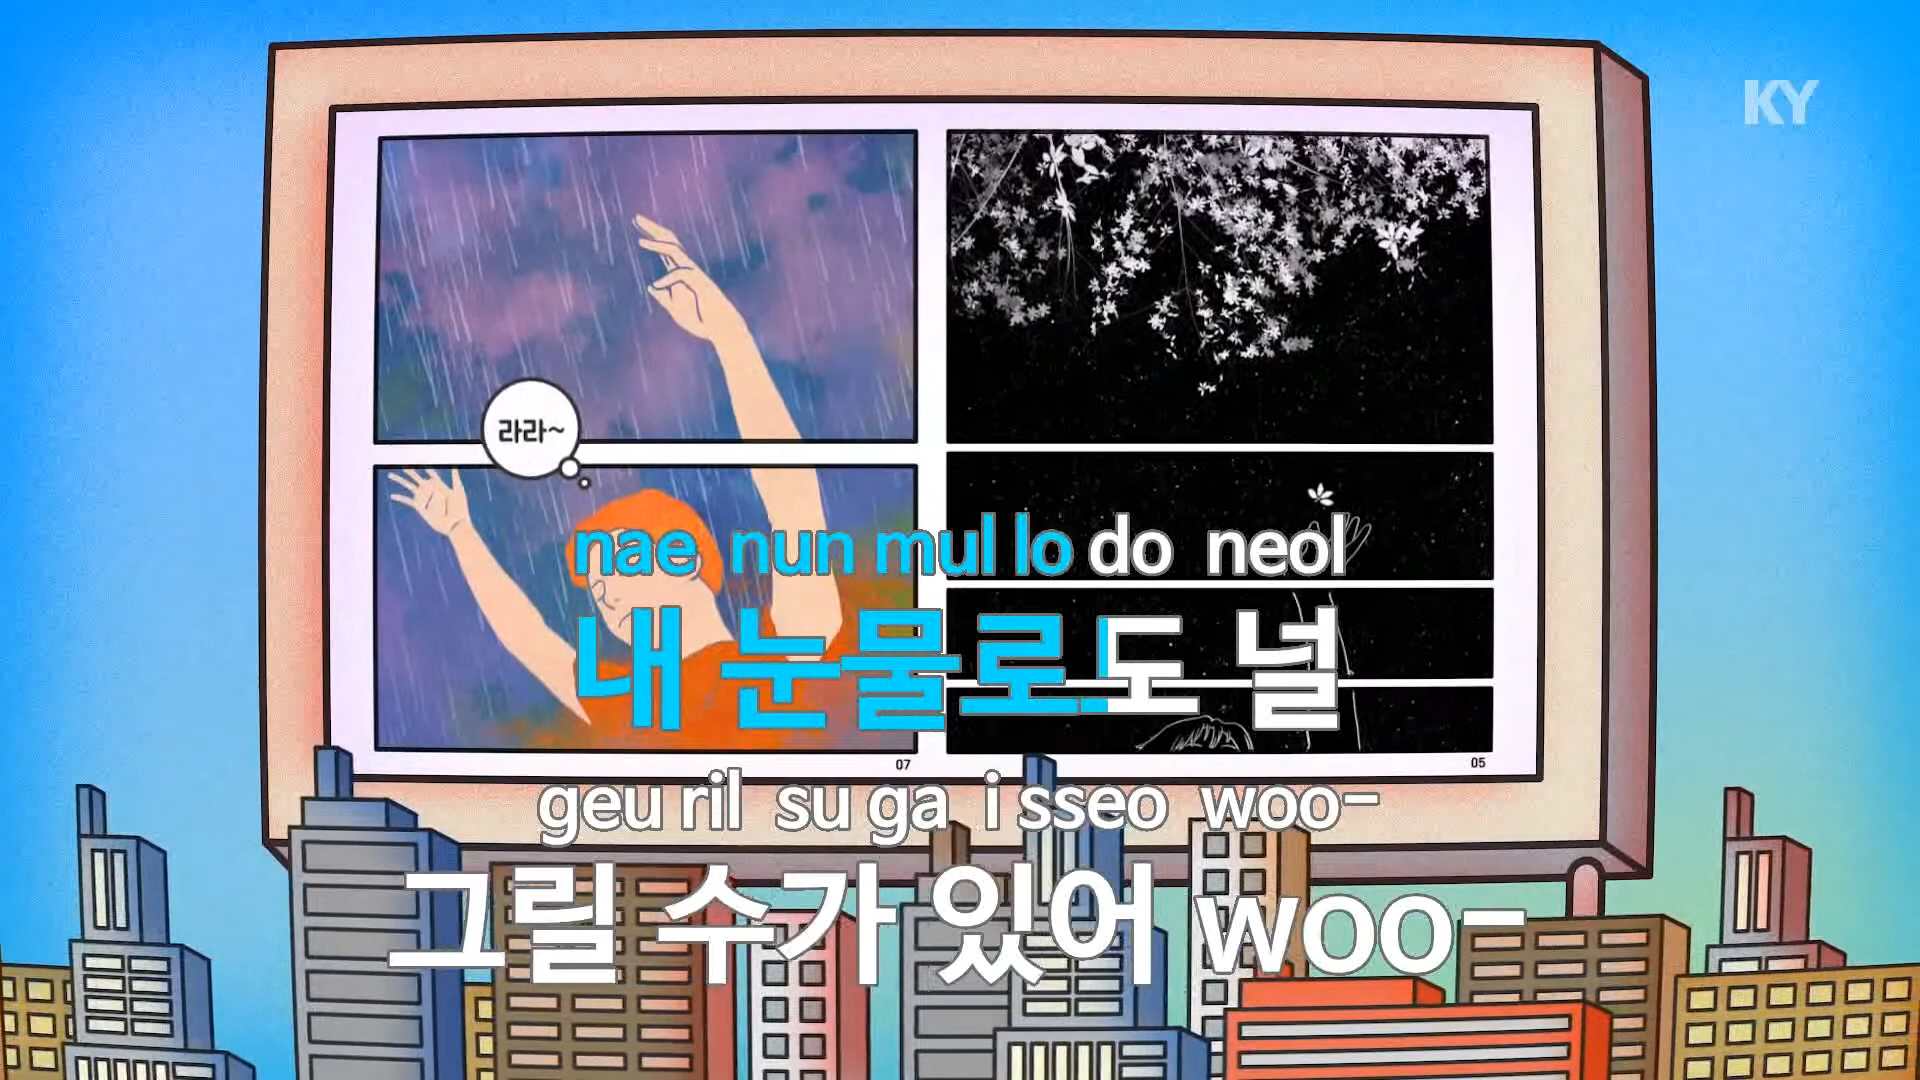 KY
라라~
nae nun mul lo do neol
내 눈물로도 널
07
05
geu ril su ga i sseo woo-
그릴 수가 있어 woo-